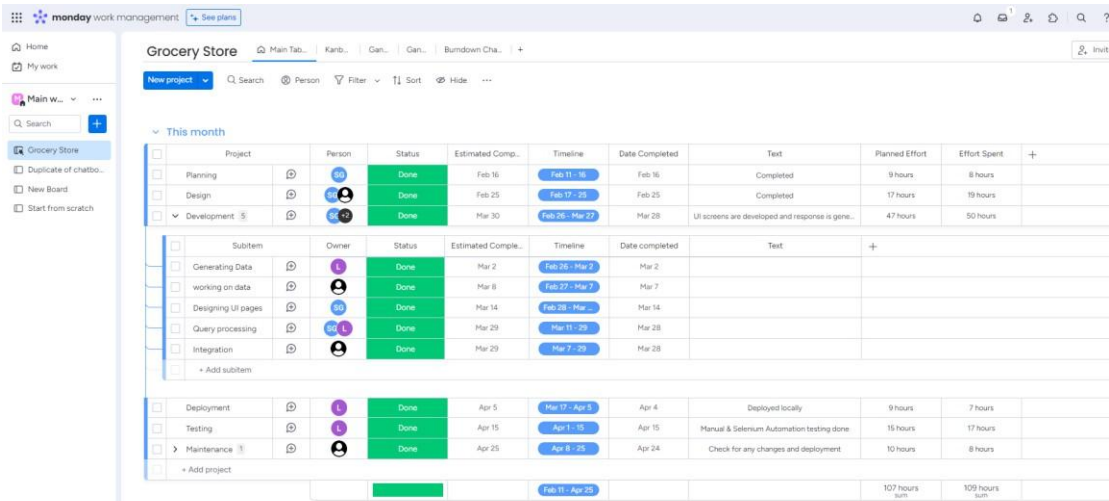 monday work management See plans 1 ?
Home
My work
M Main w... ...
Search +
Grocery Store
Duplicate of chatbo...
New Board
Start from scratch
Grocery Store Main Tab... Kanb... Gan... Gan... Burndown Cha... + Invit
New project Search Person Filter Sort Hide ...
This month
Project Person Status Estimated Comp... Timeline Date Completed Text Planned Effort Effort Spent +
Planning SG Done Feb 16 Feb 11 - 16 Feb 16 Completed 9 hours 8 hours
Design SG Done Feb 25 Feb 17 - 25 Feb 25 Completed 17 hours 19 hours
Development 5 SG +2 Done Mar 30 Feb 26 - Mar 27 Mar 28 UI screens are developed and response is gene... 47 hours 50 hours
Subitem Owner Status Estimated Comple... Timeline Date completed Text +
Generating Data L Done Mar 2 Feb 26 - Mar 2 Mar 2
working on data Done Mar 8 Feb 27 - Mar 7 Mar 7
Designing UI pages SG Done Mar 14 Feb 28 - Mar ... Mar 14
Query processing SG L Done Mar 29 Mar 11 - 29 Mar 28
Integration Done Mar 29 Mar 7 - 29 Mar 28
+ Add subitem
Deployment L Done Apr 5 Mar 17 - Apr 5 Apr 4 Deployed locally 9 hours 7 hours
Testing L Done Apr 15 Apr 1 - 15 Apr 15 Manual & Selenium Automation testing done 15 hours 17 hours
Maintenance 1 Done Apr 25 Apr 8 - 25 Apr 24 Check for any changes and deployment 10 hours 8 hours
+ Add project
Feb 11 - Apr 25 107 hours 109 hours
sum sum